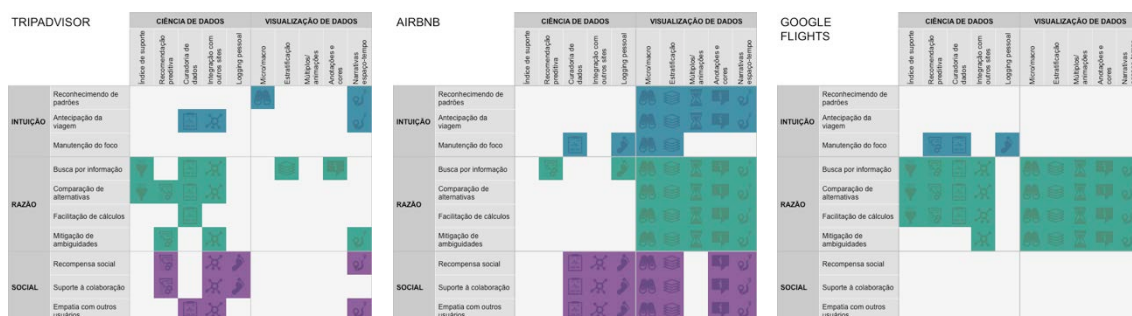 TRIPADVISOR
CIÊNCIA DE DADOS
VISUALIZAÇÃO DE DADOS
Índice de suporte
Recomendação
preditiva
Curadoria de
dados
Integração com
outros sites
Logging pessoal
Micro/macro
Estratificação
Múltiplos/
animações
Anotações e
cores
Narrativas
espaço-tempo
INTUIÇÃO
Reconhecimento de
padrões
Antecipação da
viagem
Manutenção do foco
RAZÃO
Busca por informação
Comparação de
alternativas
Facilitação de cálculos
Mitigação de
ambiguidades
SOCIAL
Recompensa social
Suporte à colaboração
Empatia com outros
usuários
AIRBNB
CIÊNCIA DE DADOS
VISUALIZAÇÃO DE DADOS
Índice de suporte
Recomendação
preditiva
Curadoria de
dados
Integração com
outros sites
Logging pessoal
Micro/macro
Estratificação
Múltiplos/
animações
Anotações e
cores
Narrativas
espaço-tempo
INTUIÇÃO
Reconhecimento de
padrões
Antecipação da
viagem
Manutenção do foco
RAZÃO
Busca por informação
Comparação de
alternativas
Facilitação de cálculos
Mitigação de
ambiguidades
SOCIAL
Recompensa social
Suporte à colaboração
Empatia com outros
usuários
GOOGLE
FLIGHTS
CIÊNCIA DE DADOS
VISUALIZAÇÃO DE DADOS
Índice de suporte
Recomendação
preditiva
Curadoria de
dados
Integração com
outros sites
Logging pessoal
Micro/macro
Estratificação
Múltiplos/
animações
Anotações e
cores
Narrativas
espaço-tempo
INTUIÇÃO
Reconhecimento de
padrões
Antecipação da
viagem
Manutenção do foco
RAZÃO
Busca por informação
Comparação de
alternativas
Facilitação de cálculos
Mitigação de
ambiguidades
SOCIAL
Recompensa social
Suporte à colaboração
Empatia com outros
usuários